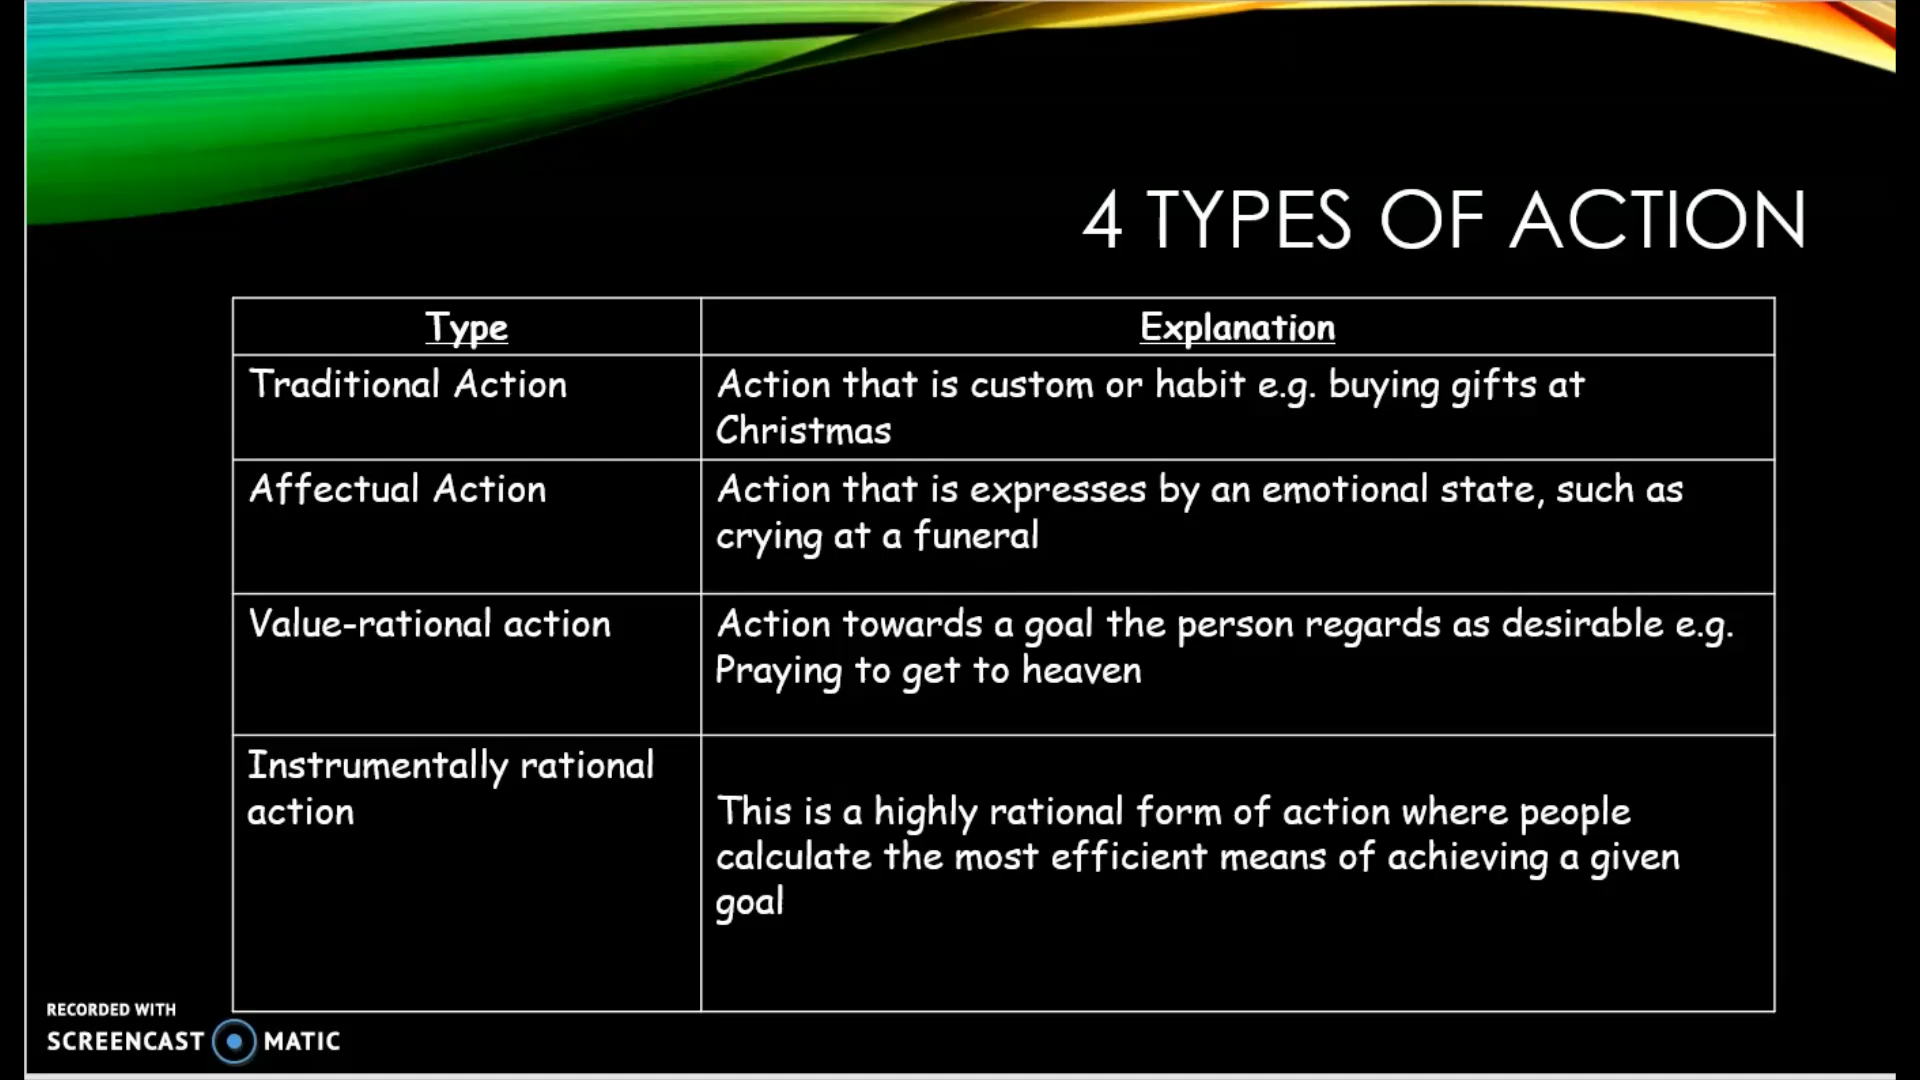 4 TYPES OF ACTION
Type
Explanation
Traditional Action
Action that is custom or habit e.g. buying gifts at
Christmas
Affectual Action
Action that is expresses by an emotional state, such as
crying at a funeral
Value-rational action
Action towards a goal the person regards as desirable e.g.
Praying to get to heaven
Instrumentally rational
action
This is a highly rational form of action where people
calculate the most efficient means of achieving a given
goal
RECORDED WITH
SCREENCAST MATIC